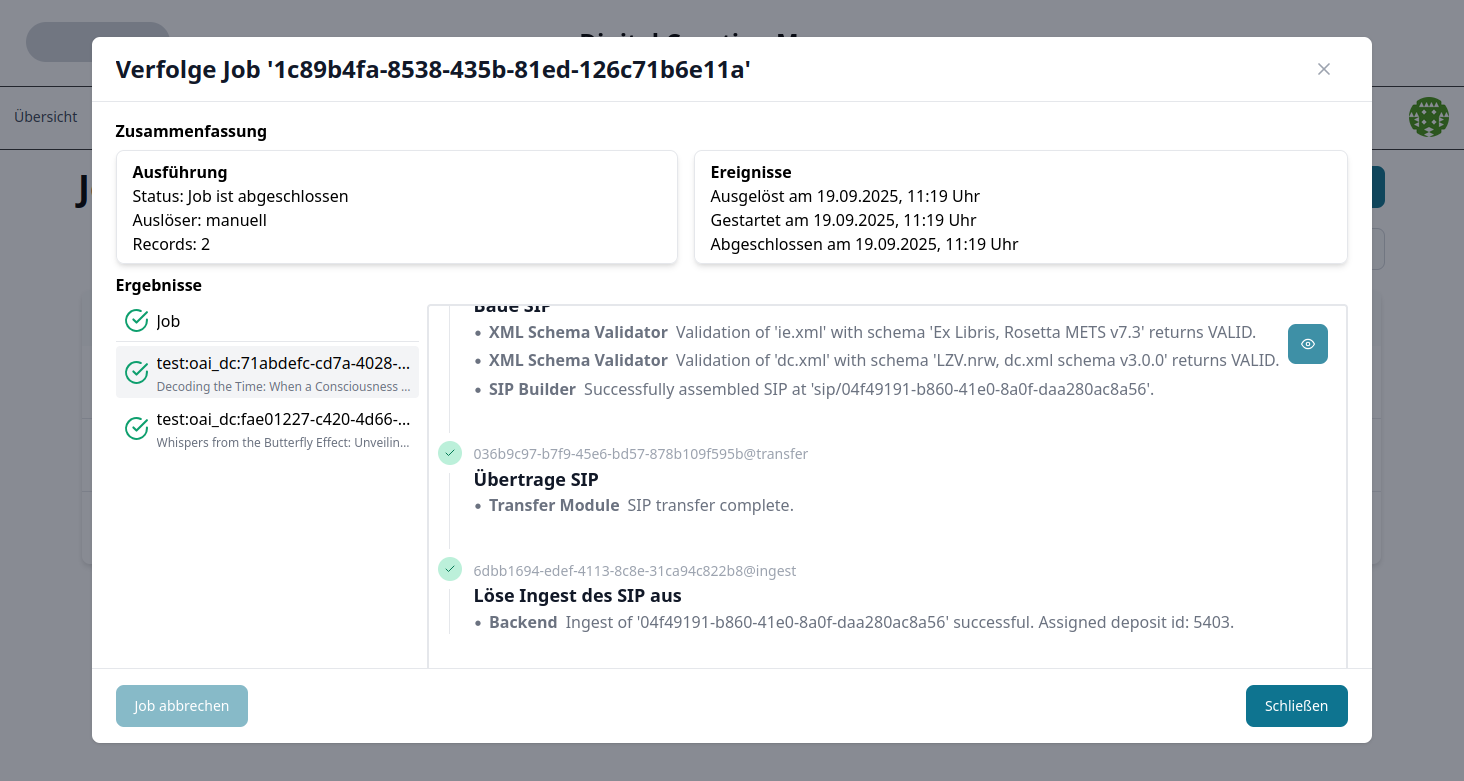 Verfolge Job '1c89b4fa-8538-435b-81ed-126c71b6e11a'
Übersicht
Zusammenfassung
Ausführung
Status: Job ist abgeschlossen
Auslöser: manuell
Records: 2
Ereignisse
Ausgelöst am 19.09.2025, 11:19 Uhr
Gestartet am 19.09.2025, 11:19 Uhr
Abgeschlossen am 19.09.2025, 11:19 Uhr
Ergebnisse
Job
test:oai_dc:71abdefc-cd7a-4028-...
Decoding the Time: When a Consciousness ...
test:oai_dc:fae01227-c420-4d66-...
Whispers from the Butterfly Effect: Unveilin...
Baue SIP
• XML Schema Validator Validation of 'ie.xml' with schema 'Ex Libris, Rosetta METS v7.3' returns VALID.
• XML Schema Validator Validation of 'dc.xml' with schema 'LZV.nrw, dc.xml schema v3.0.0' returns VALID.
• SIP Builder Successfully assembled SIP at 'sip/04f49191-b860-41e0-8a0f-daa280ac8a56'.
036b9c97-b7f9-45e6-bd57-878b109f595b@transfer
Übertrage SIP
• Transfer Module SIP transfer complete.
6dbb1694-edef-4113-8c8e-31ca94c822b8@ingest
Löse Ingest des SIP aus
• Backend Ingest of '04f49191-b860-41e0-8a0f-daa280ac8a56' successful. Assigned deposit id: 5403.
Job abbrechen
Schließen